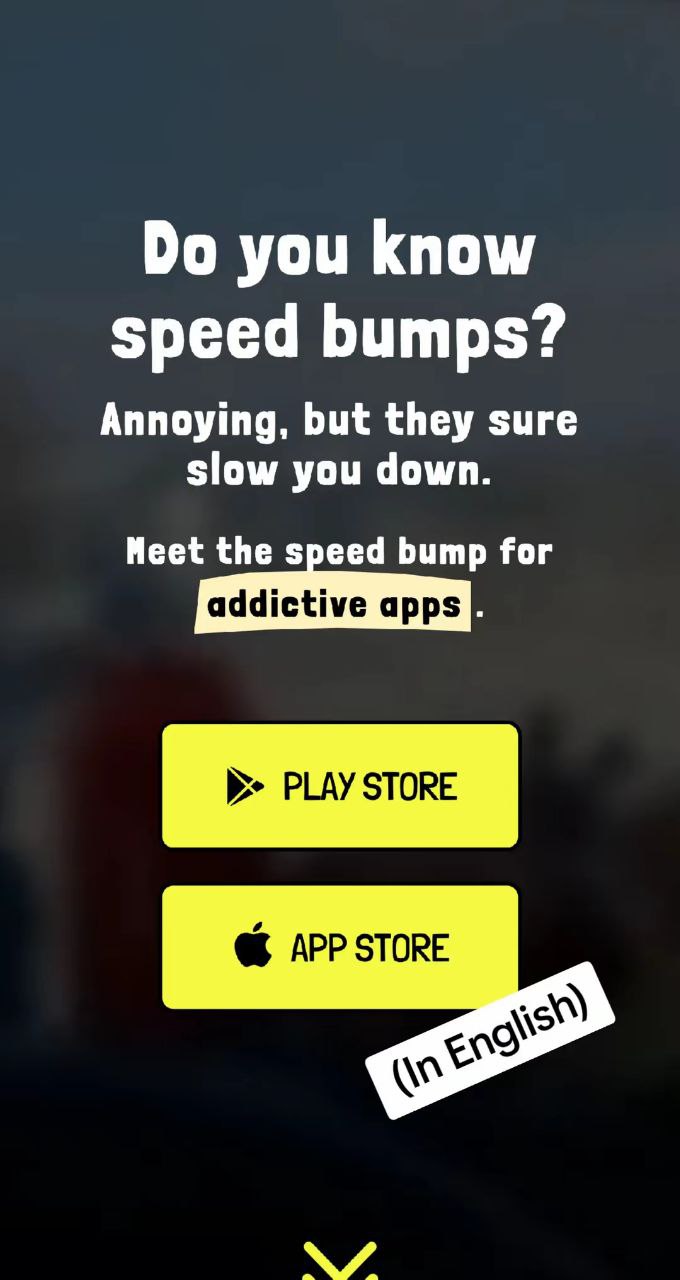 Do you know
speed bumps?
Annoying, but they sure
slow you down.
Meet the speed bump for
addictive apps .
PLAY STORE
APP STORE
(In English)